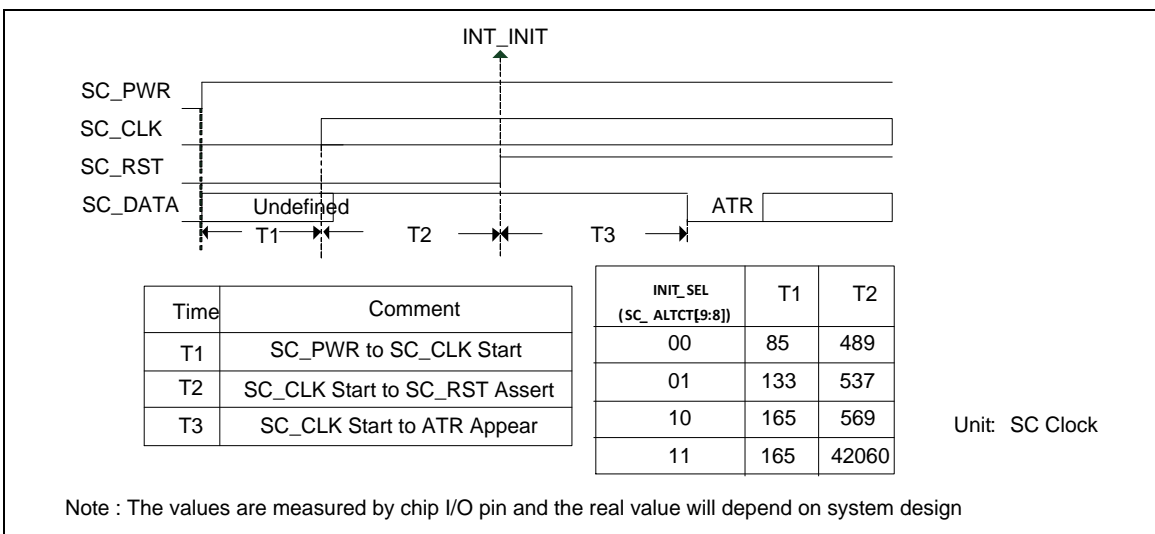 INT_INIT
SC_PWR
SC_CLK
SC_RST
SC_DATA Undefined ATR
T1 T2 T3
Time Comment
T1 SC_PWR to SC_CLK Start
T2 SC_CLK Start to SC_RST Assert
T3 SC_CLK Start to ATR Appear
INIT_SEL T1 T2
(SC_ ALTCT[9:8])
00 85 489
01 133 537
10 165 569
11 165 42060
Unit: SC Clock
Note : The values are measured by chip I/O pin and the real value will depend on system design